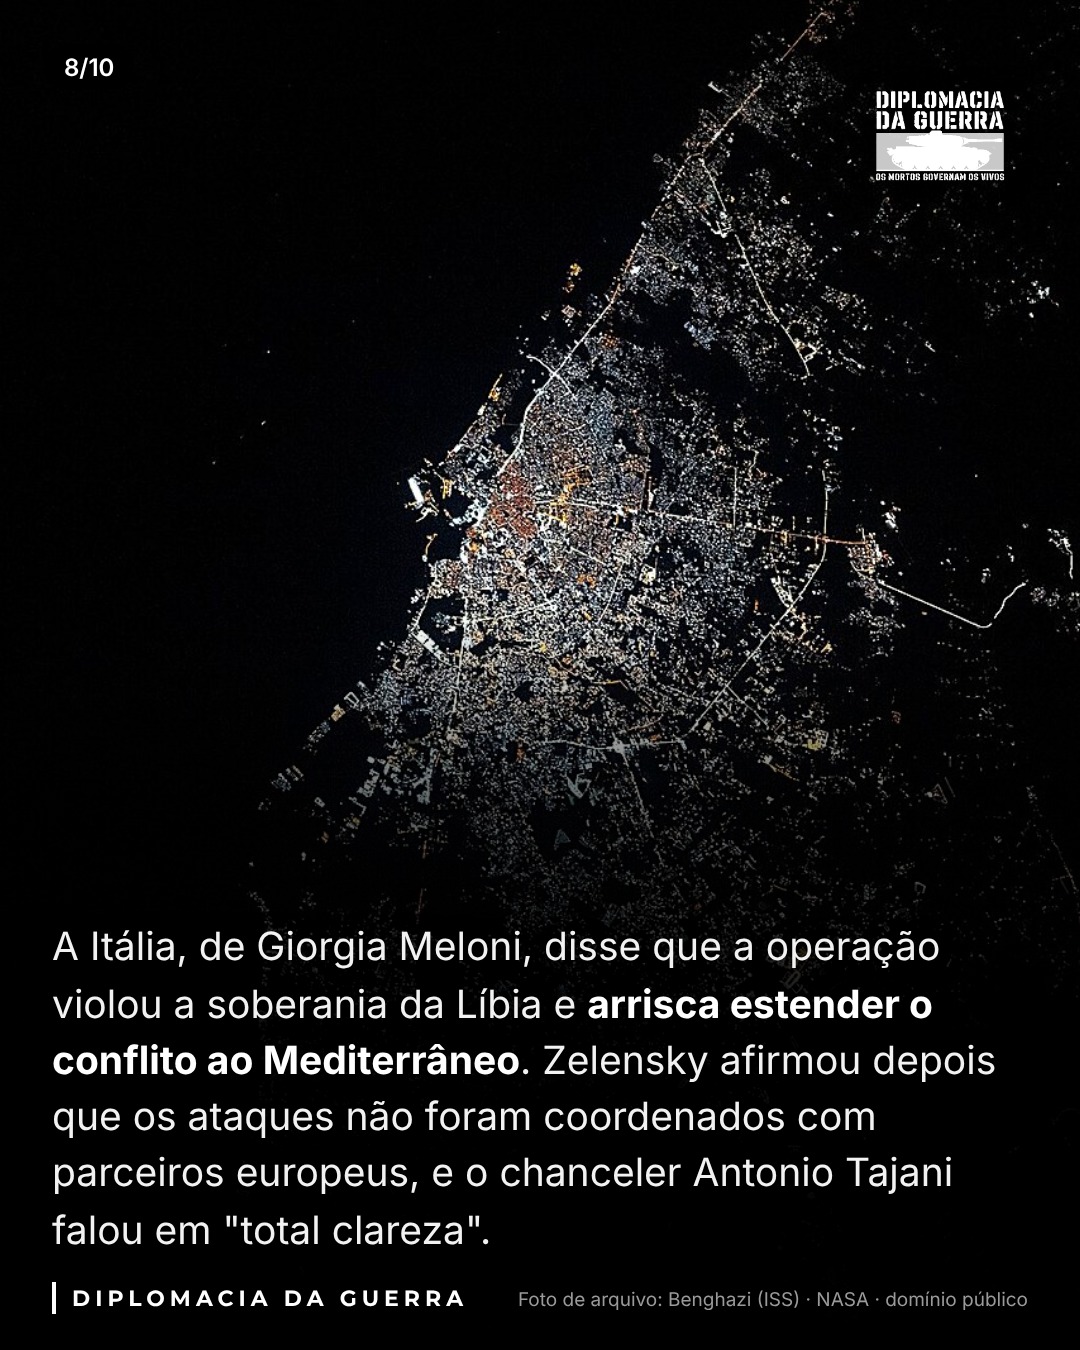 8/10
DIPLOMACIA
DA GUERRA
OS MORTOS GOVERNAM OS VIVOS
A Itália, de Giorgia Meloni, disse que a operação
violou a soberania da Líbia e arrisca estender o
conflito ao Mediterrâneo. Zelensky afirmou depois
que os ataques não foram coordenados com
parceiros europeus, e o chanceler Antonio Tajani
falou em "total clareza".
DIPLOMACIA DA GUERRA
Foto de arquivo: Benghazi (ISS) · NASA · domínio público